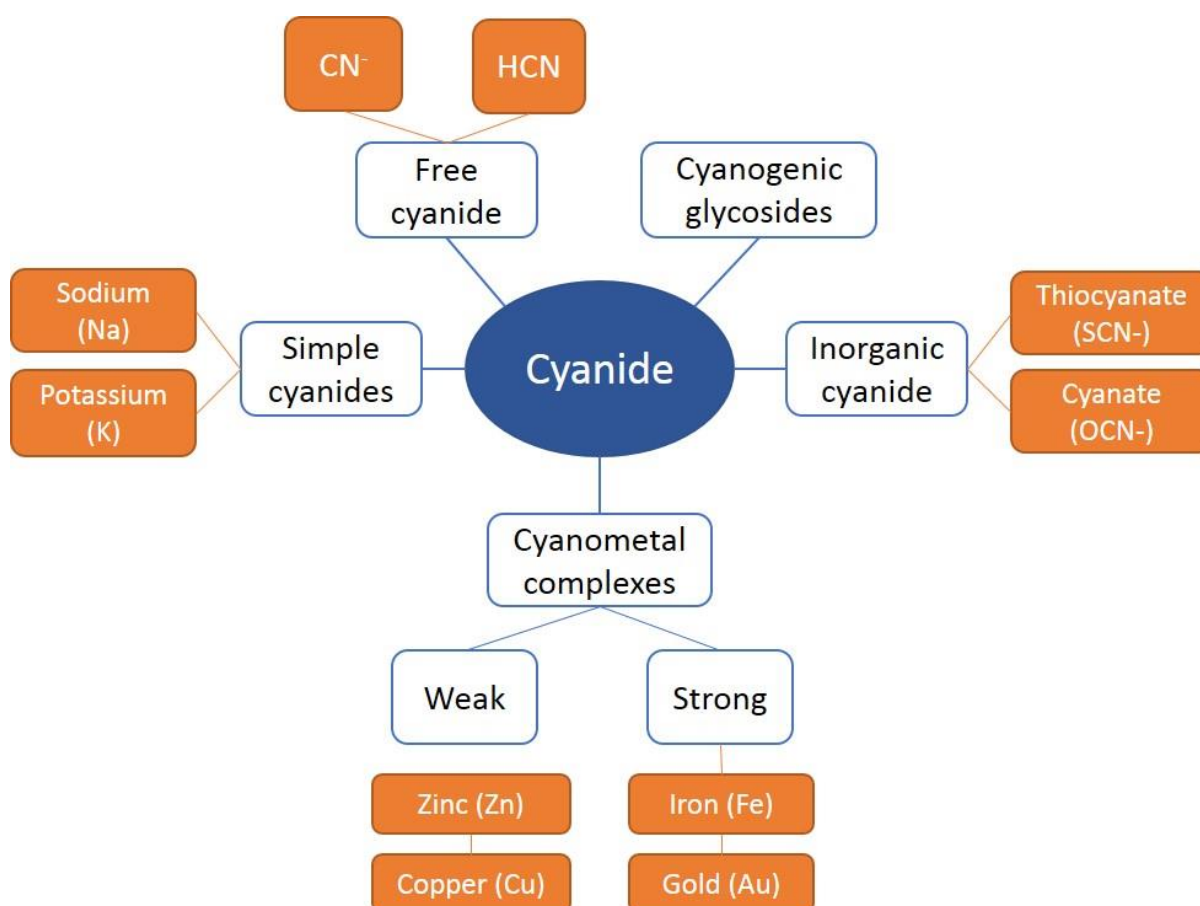 CN⁻
HCN
Free
cyanide
Cyanogenic
glycosides
Sodium
(Na)
Potassium
(K)
Simple
cyanides
Cyanide
Inorganic
cyanide
Thiocyanate
(SCN-)
Cyanate
(OCN-)
Cyanometal
complexes
Weak
Strong
Zinc (Zn)
Iron (Fe)
Copper (Cu)
Gold (Au)